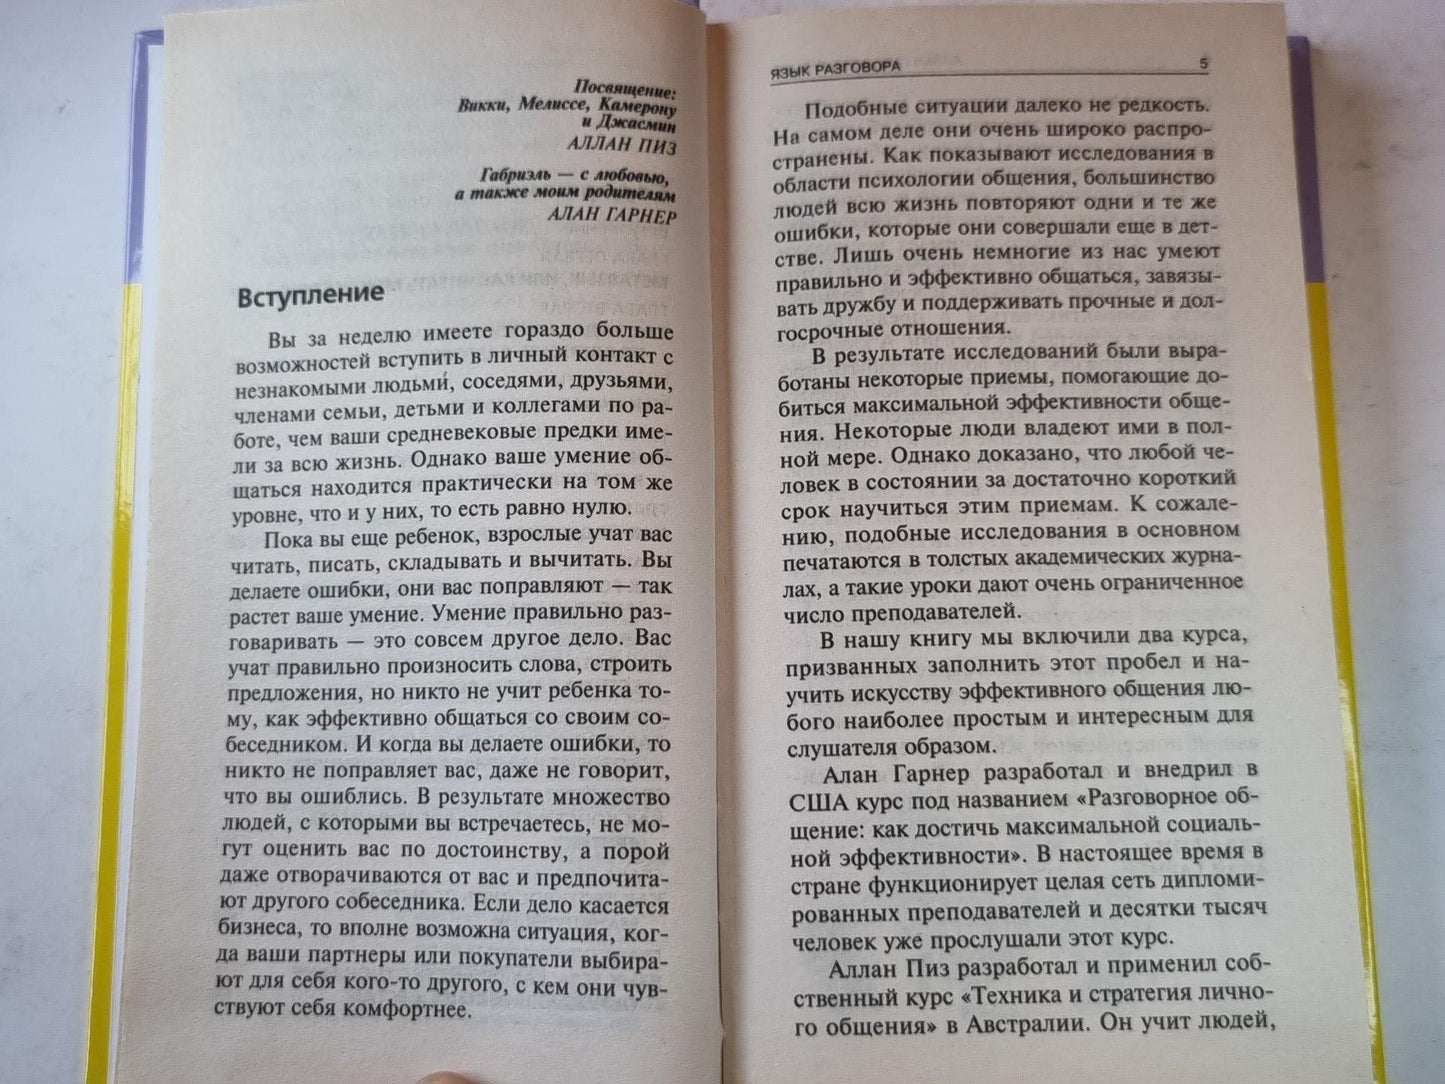 Посвящение:
Викки, Мелиссе, Камерону
и Джасмин
АЛЛАН ПИЗ
Габриэль — с любовью,
а также моим родителям
АЛАН ГАРНЕР
Вступление
Вы за неделю имеете гораздо больше
возможностей вступить в личный контакт с
незнакомыми людьми, соседями, друзьями,
членами семьи, детьми и коллегами по ра-
боте, чем ваши средневековые предки име-
ли за всю жизнь. Однако ваше умение об-
щаться находится практически на том же
уровне, что и у них, то есть равно нулю.
Пока вы еще ребенок, взрослые учат вас
читать, писать, складывать и вычитать. Вы
делаете ошибки, они вас поправляют — так
растет ваше умение. Умение правильно раз-
говаривать — это совсем другое дело. Вас
учат правильно произносить слова, строить
предложения, но никто не учит ребенка то-
му, как эффективно общаться со своим со-
беседником. И когда вы делаете ошибки, то
никто не поправляет вас, даже не говорит,
что вы ошиблись. В результате множество
людей, с которыми вы встречаетесь, не мо-
гут оценить вас по достоинству, а порой
даже отворачиваются от вас и предпочита-
ют другого собеседника. Если дело касается
бизнеса, то вполне возможна ситуация, ког-
да ваши партнеры или покупатели выбира-
ют для себя кого-то другого, с кем они чув-
ствуют себя комфортнее.
ЯЗЫК РАЗГОВОРА 5
Подобные ситуации далеко не редкость.
На самом деле они очень широко распро-
странены. Как показывают исследования в
области психологии общения, большинство
людей всю жизнь повторяют одни и те же
ошибки, которые они совершали еще в дет-
стве. Лишь очень немногие из нас умеют
правильно и эффективно общаться, завязы-
вать дружбу и поддерживать прочные и дол-
госрочные отношения.
В результате исследований были выра-
ботаны некоторые приемы, помогающие до-
биться максимальной эффективности обще-
ния. Некоторые люди владеют ими в пол-
ной мере. Однако доказано, что любой че-
ловек в состоянии за достаточно короткий
срок научиться этим приемам. К сожале-
нию, подобные исследования в основном
печатаются в толстых академических журна-
лах, а такие уроки дают очень ограниченное
число преподавателей.
В нашу книгу мы включили два курса,
призванных заполнить этот пробел и на-
учить искусству эффективного общения лю-
бого наиболее простым и интересным для
слушателя образом.
Алан Гарнер разработал и внедрил в
США курс под названием «Разговорное об-
щение: как достичь максимальной социаль-
ной эффективности». В настоящее время в
стране функционирует целая сеть дипломи-
рованных преподавателей и десятки тысяч
человек уже прослушали этот курс.
Аллан Пиз разработал и применил соб-
ственный курс «Техника и стратегия лично-
го общения» в Австралии. Он учит людей,